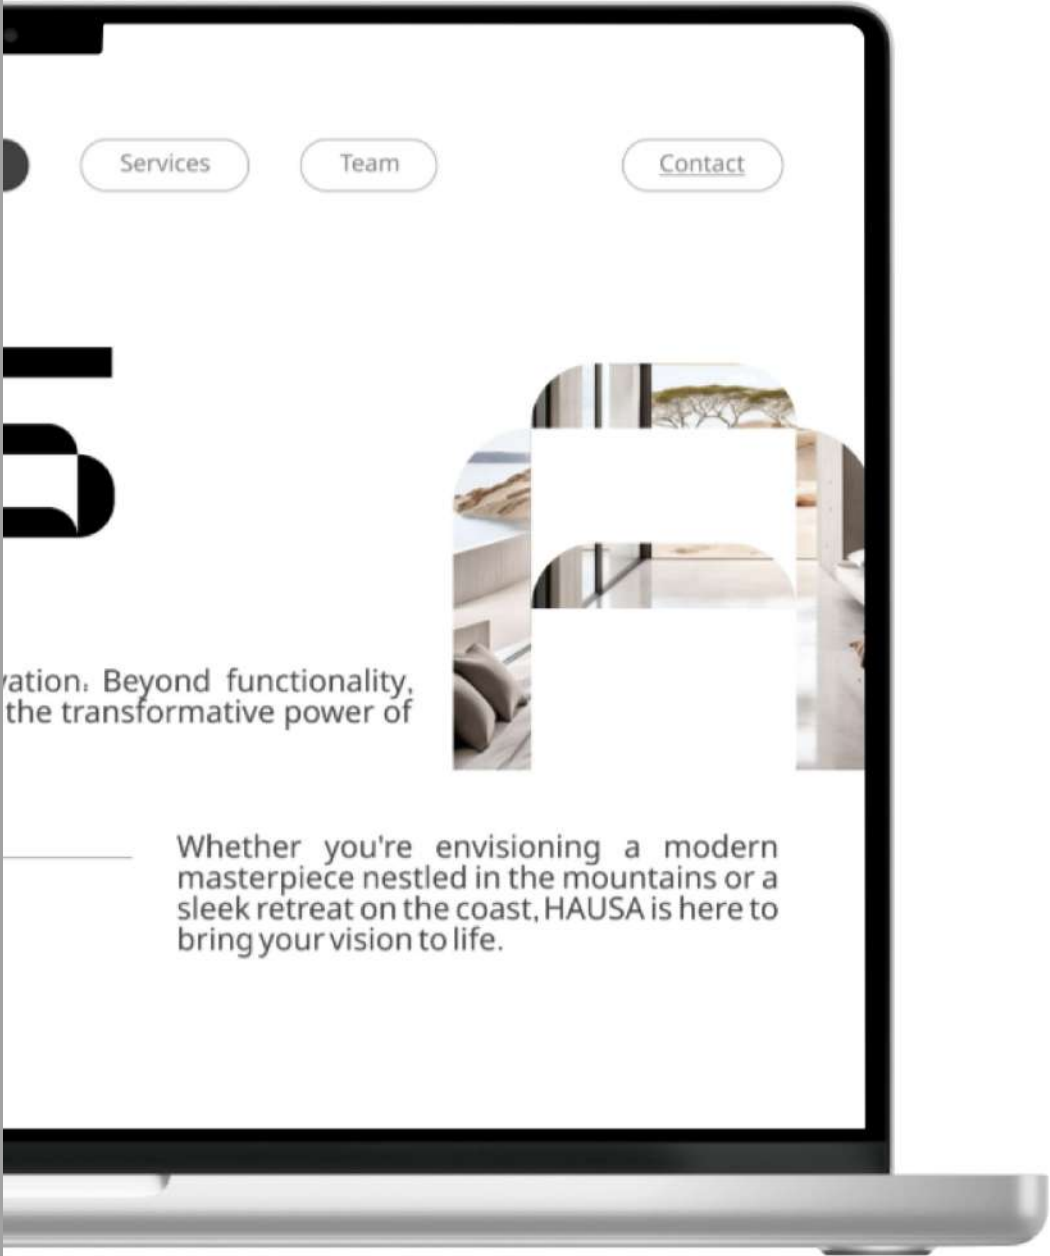 Services Team Contact
vation. Beyond functionality,
the transformative power of
Whether you're envisioning a modern
masterpiece nestled in the mountains or a
sleek retreat on the coast, HAUSA is here to
bring your vision to life.